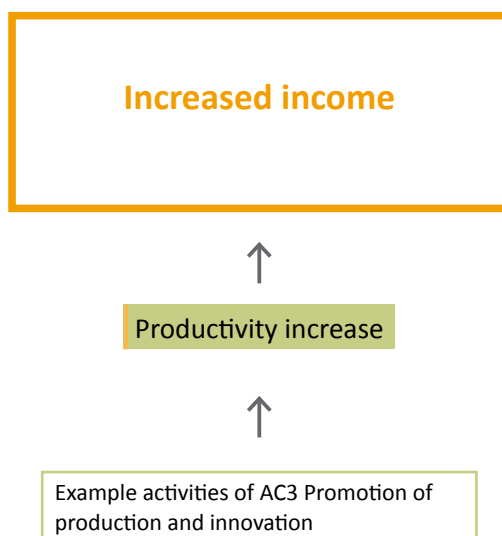 Increased income
Productivity increase
Example activities of AC3 Promotion of
production and innovation